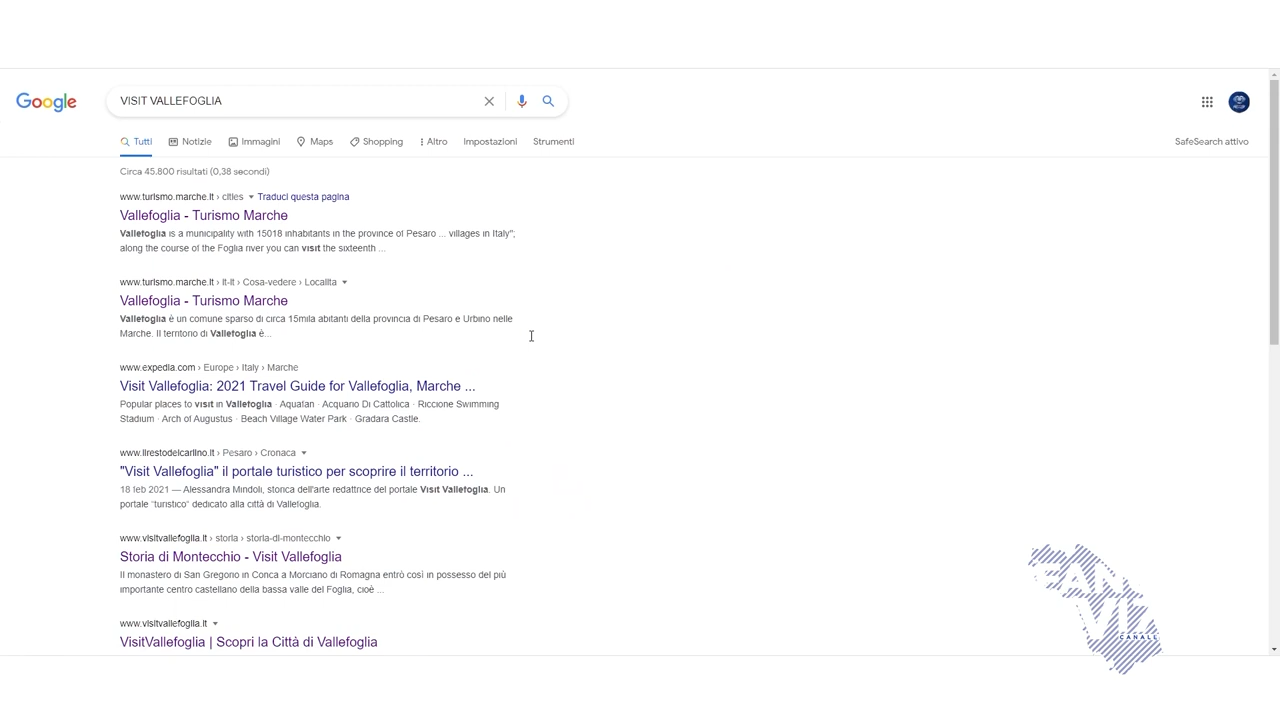 Google
VISIT VALLEFOGLIA
Tutti Notizie Immagini Maps Shopping Altro Impostazioni Strumenti SafeSearch attivo
Circa 45.800 risultati (0,38 secondi)
www.turismo.marche.it › cities Traduci questa pagina
Vallefoglia - Turismo Marche
Vallefoglia is a municipality with 15018 inhabitants in the province of Pesaro ... villages in Italy";
along the course of the Foglia river you can visit the sixteenth ...
www.turismo.marche.it › It-It › Cosa-vedere › Localita
Vallefoglia - Turismo Marche
Vallefoglia è un comune sparso di circa 15mila abitanti della provincia di Pesaro e Urbino nelle
Marche. Il territorio di Vallefoglia è...
www.expedia.com › Europe › Italy › Marche
Visit Vallefoglia: 2021 Travel Guide for Vallefoglia, Marche ...
Popular places to visit in Vallefoglia · Aquafan · Acquario Di Cattolica · Riccione Swimming
Stadium · Arch of Augustus · Beach Village Water Park · Gradara Castle.
www.ilrestodelcarlino.it › Pesaro › Cronaca
"Visit Vallefoglia" il portale turistico per scoprire il territorio ...
18 feb 2021 — Alessandra Mindoli, storica dell'arte redattrice del portale Visit Vallefoglia. Un
portale "turistico" dedicato alla città di Vallefoglia.
www.visitvallefoglia.it › storia › storia-di-montecchio
Storia di Montecchio - Visit Vallefoglia
Il monastero di San Gregorio in Conca a Morciano di Romagna entrò così in possesso del più
importante centro castellano della bassa valle del Foglia, cioè ...
www.visitvallefoglia.it
VisitVallefoglia | Scopri la Città di Vallefoglia
CANALE